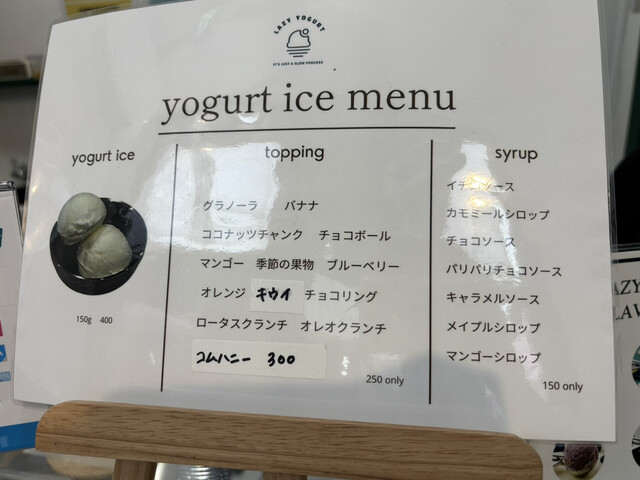 LAZY YOGURT
IT'S JUST A SLOW PROCESS
yogurt ice menu
yogurt ice
150g 400
topping
グラノーラ バナナ
ココナッツチャンク チョコボール
マンゴー 季節の果物 ブルーベリー
オレンジ キウイ チョコリング
ロータスクランチ オレオクランチ
コムハニー 300
250 only
syrup
イチゴソース
カモミールシロップ
チョコソース
パリパリチョコソース
キャラメルソース
メイプルシロップ
マンゴーシロップ
150 only